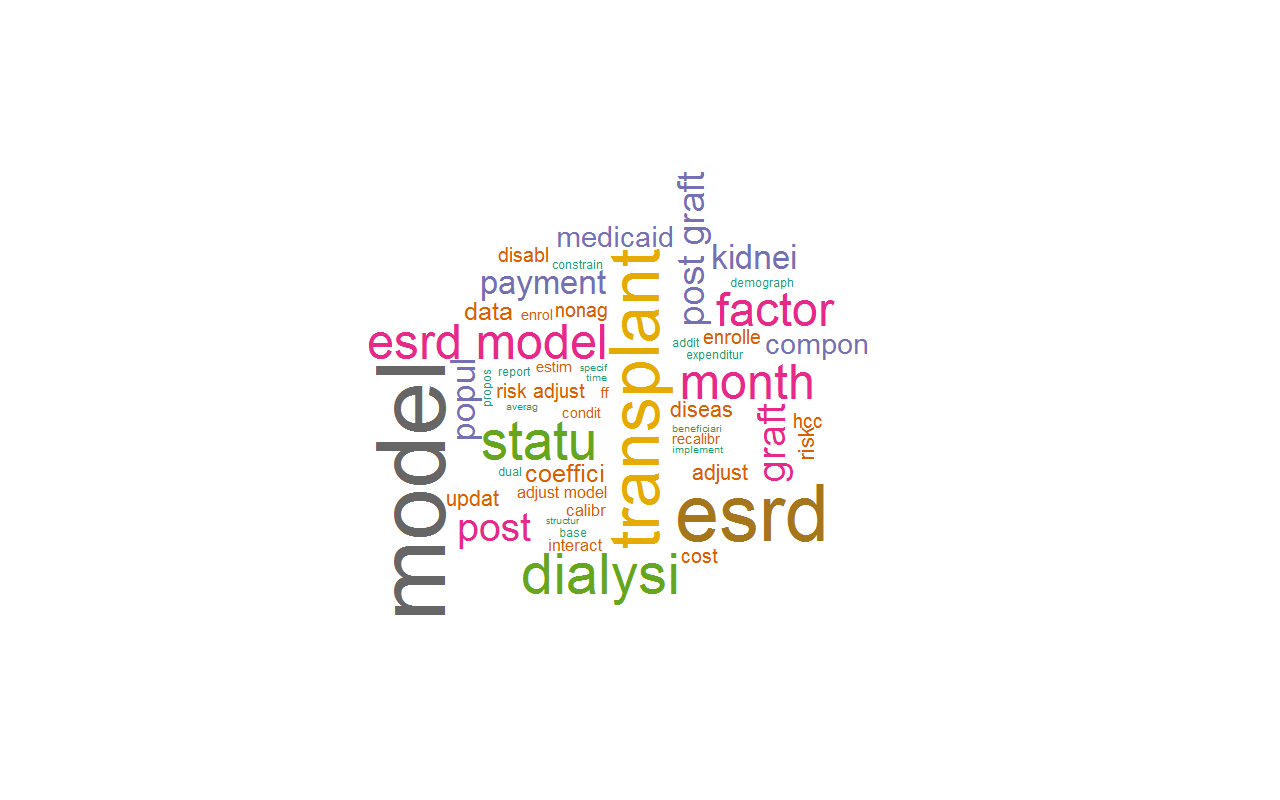 post graft
medicaid
disabl
kidnei
constrain
payment
demograph
transplant
factor
data
enrol
nonag
esrd model
enrolle
addit
compon
expenditur
model
popul
propos
report
estim
specif
time
month
risk adjust
ff
averag
condit
diseas
graft
hcc
risk
beneficiari
recalibr
implement
statu
dual
coeffici
adjust
updat
adjust model
calibr
esrd
post
structur
base
interact
cost
dialysi